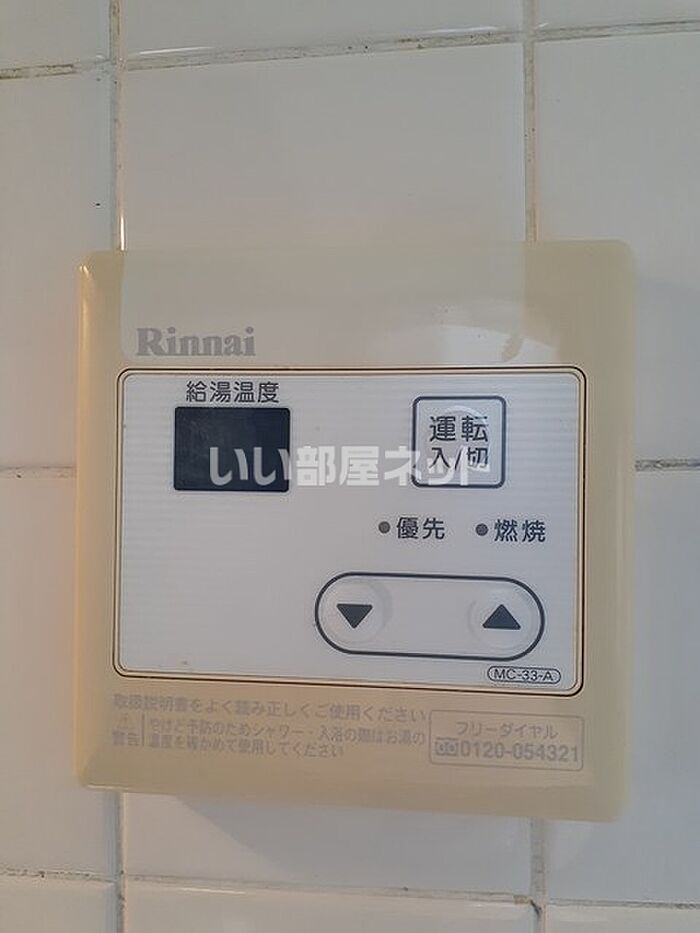 Rinnai
給湯温度
運転
入/切
いい部屋ネット
優先
燃焼
MC-33-A
取扱説明書をよく読み正しくご使用ください
警告
やけど予防のためシャワー・入浴の際はお湯の
温度を確かめて使用してください
フリーダイヤル
0120-054321